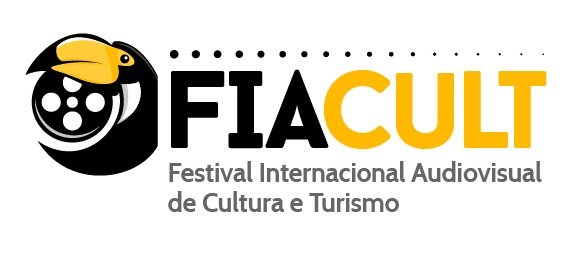 FIACULT
Festival Internacional Audiovisual
de Cultura e Turismo